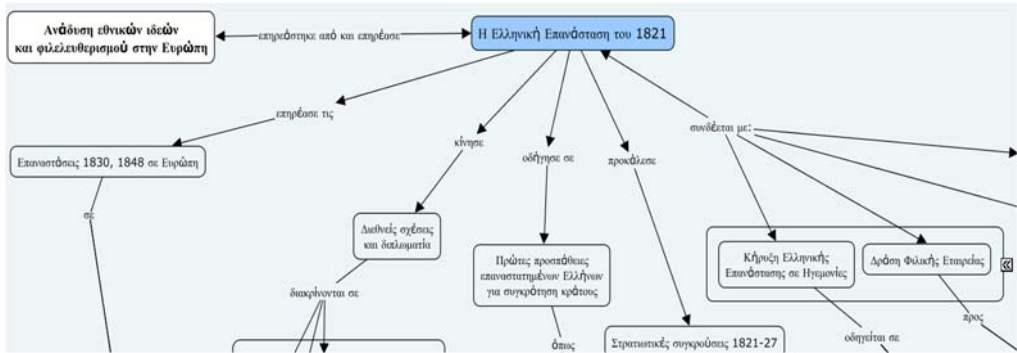 Ανάδυση εθνικών ιδεών
και φιλελευθερισμού στην Ευρώπη
επηρεάστηκε από και επηρέασε
Η Ελληνική Επανάσταση του 1821
επηρέασε τις
συνδέεται με:
κίνησε
οδήγησε σε
προκάλεσε
Επαναστάσεις 1830, 1848 σε Ευρώπη
σε
Διεθνείς σχέσεις
και διπλωματία
Πρώτες προσπάθειες
επαναστατημένων Ελλήνων
για συγκρότηση κράτους
Κήρυξη Ελληνικής
Επανάστασης σε Ηγεμονίες
Δράση Φιλικής Εταιρείας
διακρίνονται σε
όπως
Στρατιωτικές συγκρούσεις 1821-27
οδηγείται σε
προς